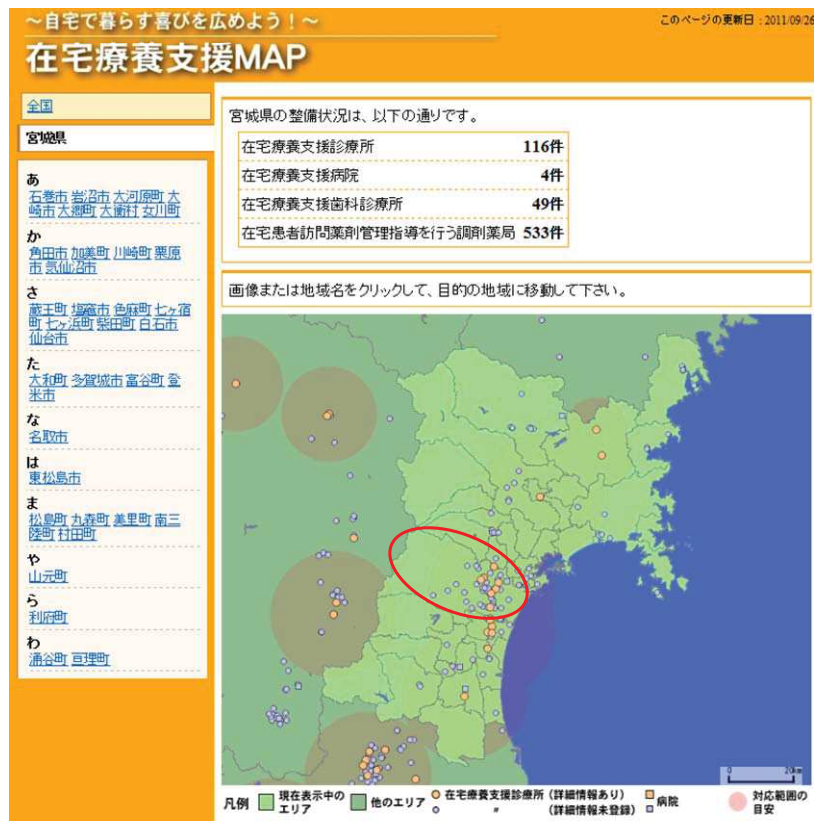 ～自宅で暮らす喜びを広めよう！～
このページの更新日：2011/09/26
在宅療養支援MAP
全国
宮城県
あ
石巻市 岩沼市 大河原町 大
崎市 大郷町 大衡村 女川町
か
角田市 加美町 川崎町 栗原
市 気仙沼市
さ
蔵王町 塩竈市 色麻町 七ヶ宿
町 七ヶ浜町 柴田町 白石市
仙台市
た
大和町 多賀城市 富谷町 登
米市
な
名取市
は
東松島市
ま
松島町 丸森町 美里町 南三
陸町 村田町
や
山元町
ら
利府町
わ
涌谷町 亘理町
宮城県の整備状況は、以下の通りです。
在宅療養支援診療所 116件
在宅療養支援病院 4件
在宅療養支援歯科診療所 49件
在宅患者訪問薬剤管理指導を行う調剤薬局 533件
画像または地域名をクリックして、目的の地域に移動して下さい。
0 20km
凡例 現在表示中のエリア 他のエリア 在宅療養支援診療所（詳細情報あり） 病院 対応範囲の目安
〃 （詳細情報未登録）